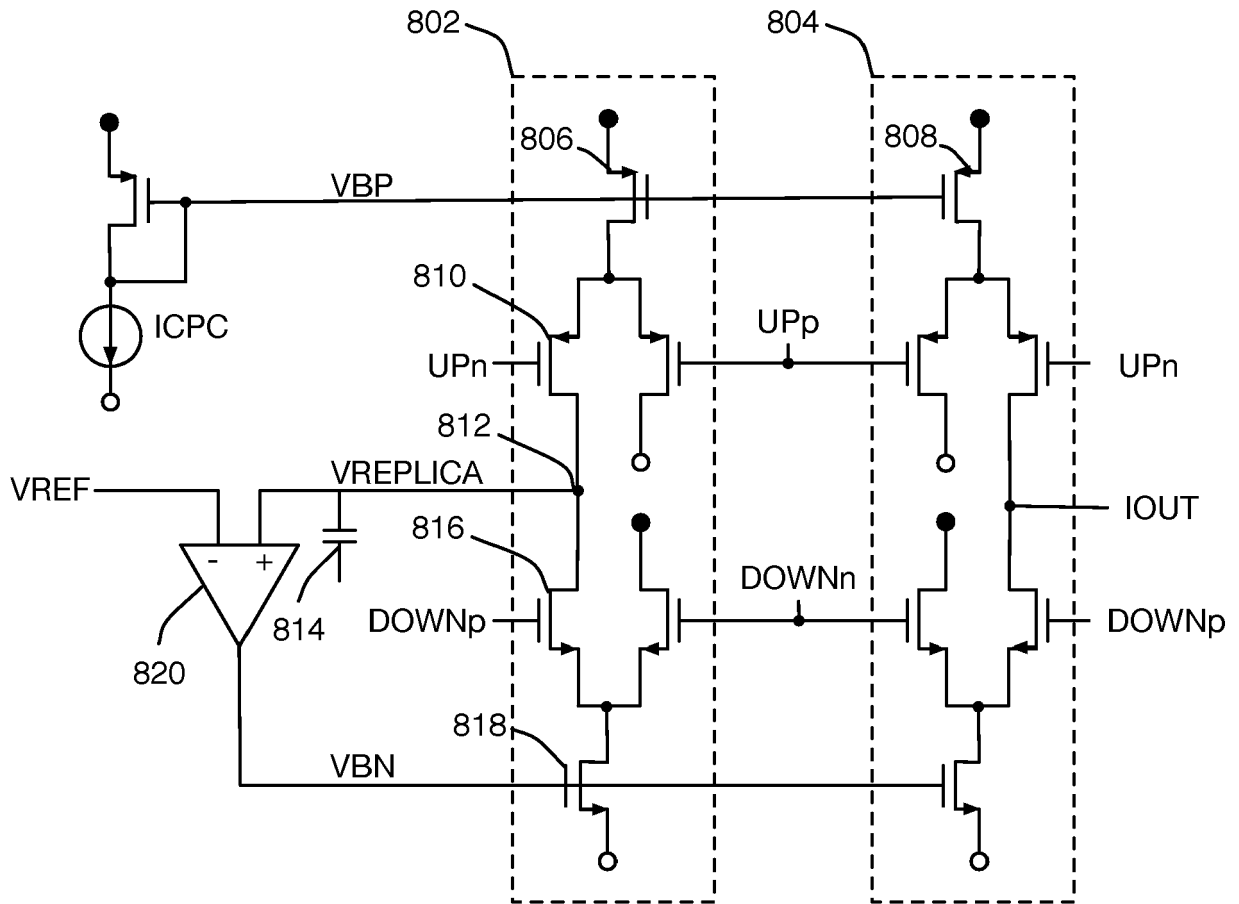 802
804
806
808
VBP
810
ICPC
UPp
UPn
UPn
812
VREPLICA
VREF
816
IOUT
- +
DOWNn
814
DOWNp
DOWNp
820
818
VBN